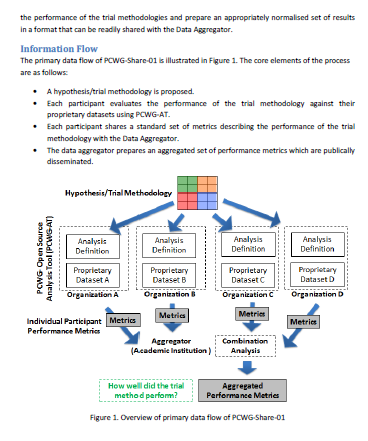 the performance of the trial methodologies and prepare an appropriately normalised set of results
in a format that can be readily shared with the Data Aggregator.
Information Flow
The primary data flow of PCWG-Share-01 is illustrated in Figure 1. The core elements of the process
are as follows:
• A hypothesis/trial methodology is proposed.
• Each participant evaluates the performance of the trial methodology against their
proprietary datasets using PCWG-AT.
• Each participant shares a standard set of metrics describing the performance of the trial
methodology with the Data Aggregator.
• The data aggregator prepares an aggregated set of performance metrics which are publically
disseminated.
Hypothesis/Trial Methodology
PCWG Open Source
Analysis Tool (PCWG-AT)
Analysis
Definition
Proprietary
Dataset A
Organization A
Analysis
Definition
Proprietary
Dataset B
Organization B
Analysis
Definition
Proprietary
Dataset C
Organization C
Analysis
Definition
Proprietary
Dataset D
Organization D
Individual Participant
Performance Metrics
Metrics
Metrics
Metrics
Metrics
Aggregator
(Academic Institution)
Combination
Analysis
How well did the trial
method perform?
Aggregated
Performance Metrics
Figure 1. Overview of primary data flow of PCWG-Share-01